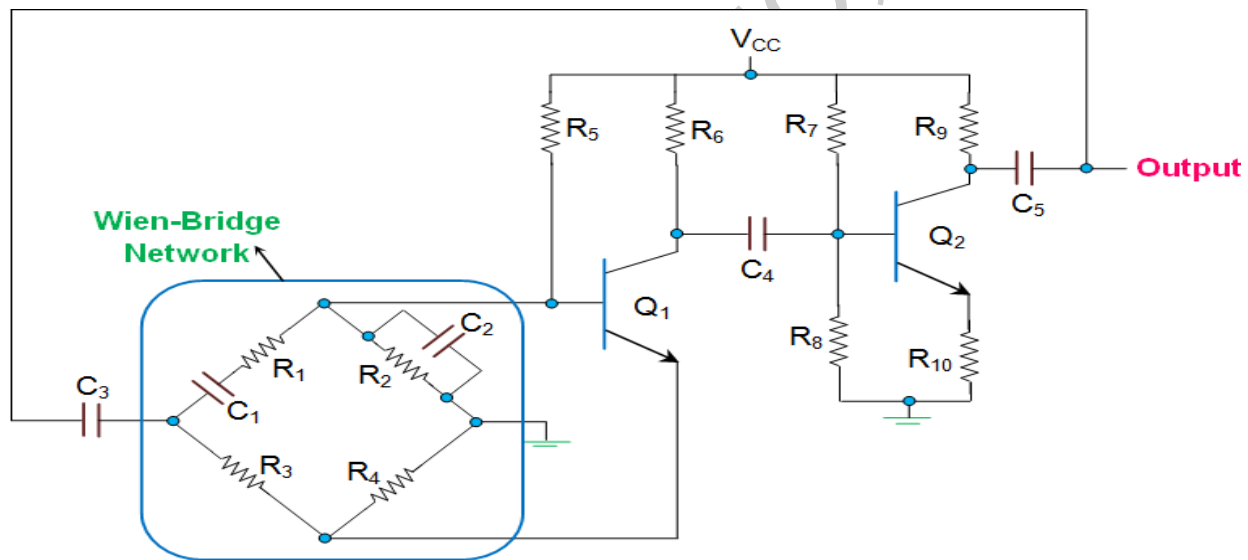 V_CC
R5
R6
R7
R9
Output
C5
Wien-Bridge
Network
Q2
C4
Q1
C2
R1
R2
R8
R10
C3
C1
R3
R4